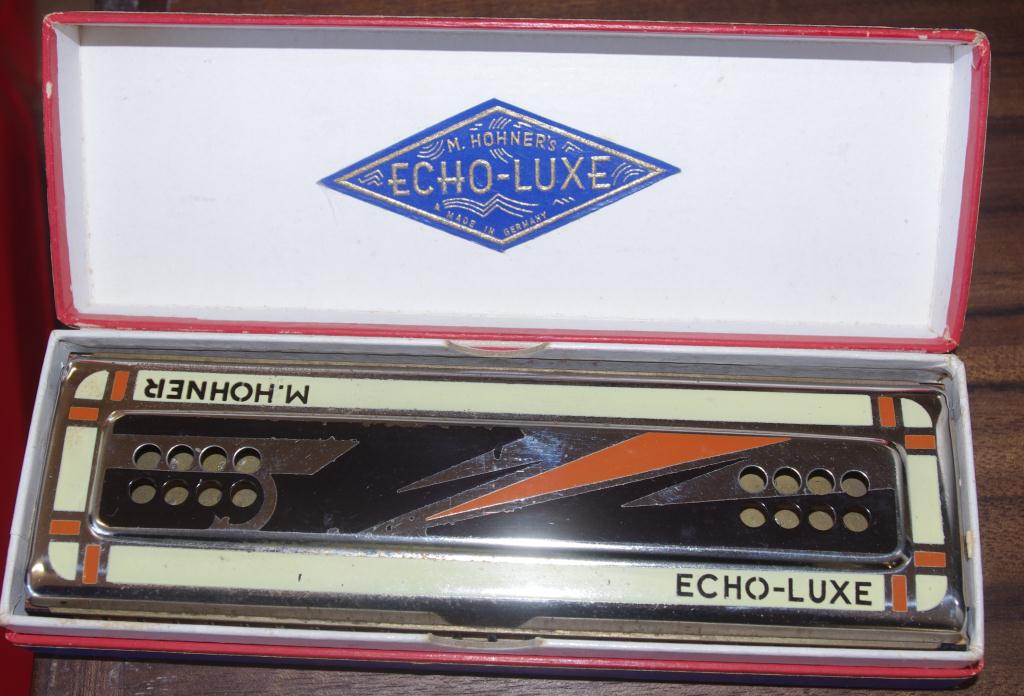 M. HOHNER'S
ECHO-LUXE
MADE IN GERMANY
M.HOHNER
ECHO-LUXE